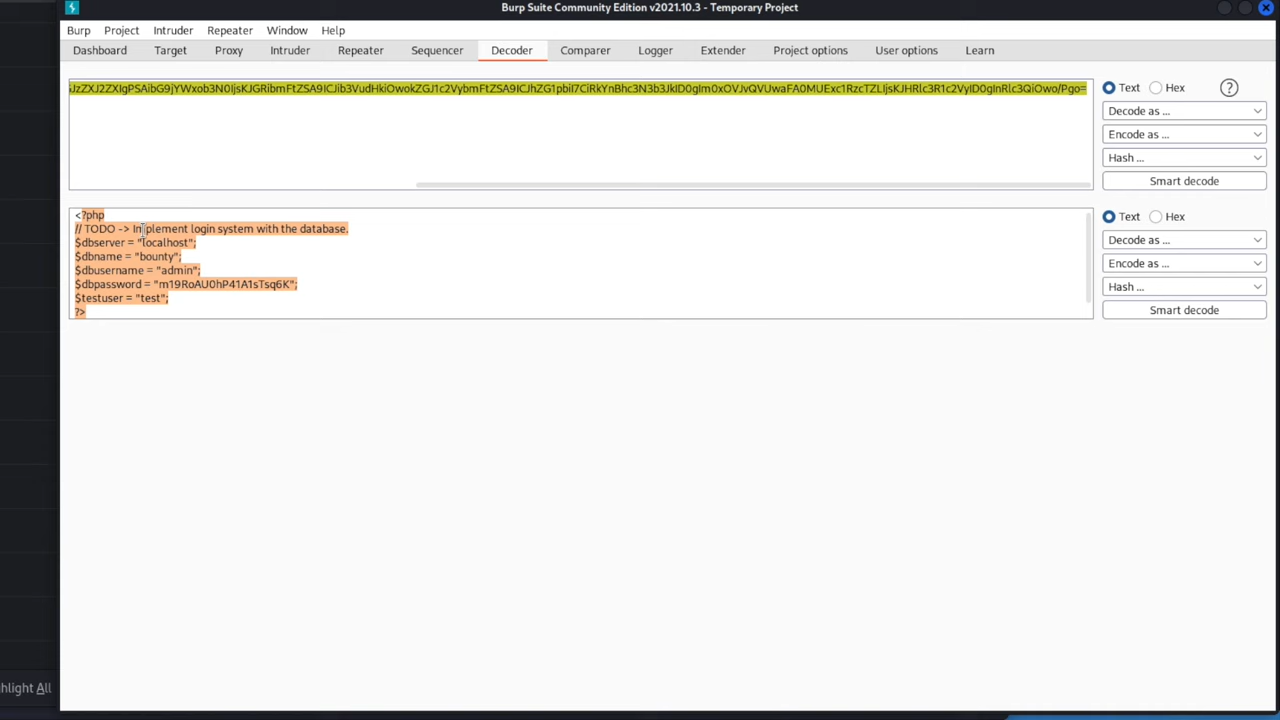 Burp Suite Community Edition v2021.10.3 - Temporary Project
Burp Project Intruder Repeater Window Help
Dashboard Target Proxy Intruder Repeater Sequencer Decoder Comparer Logger Extender Project options User options Learn
Text Hex ?
Decode as ...
Encode as ...
Hash ...
Smart decode
<?php
// TODO -> Implement login system with the database.
$dbserver = "localhost";
$dbname = "bounty";
$dbusername = "admin";
$dbpassword = "m19RoAU0hP41A1sTsq6K";
$testuser = "test";
?>
Text Hex
Decode as ...
Encode as ...
Hash ...
Smart decode
hlight All